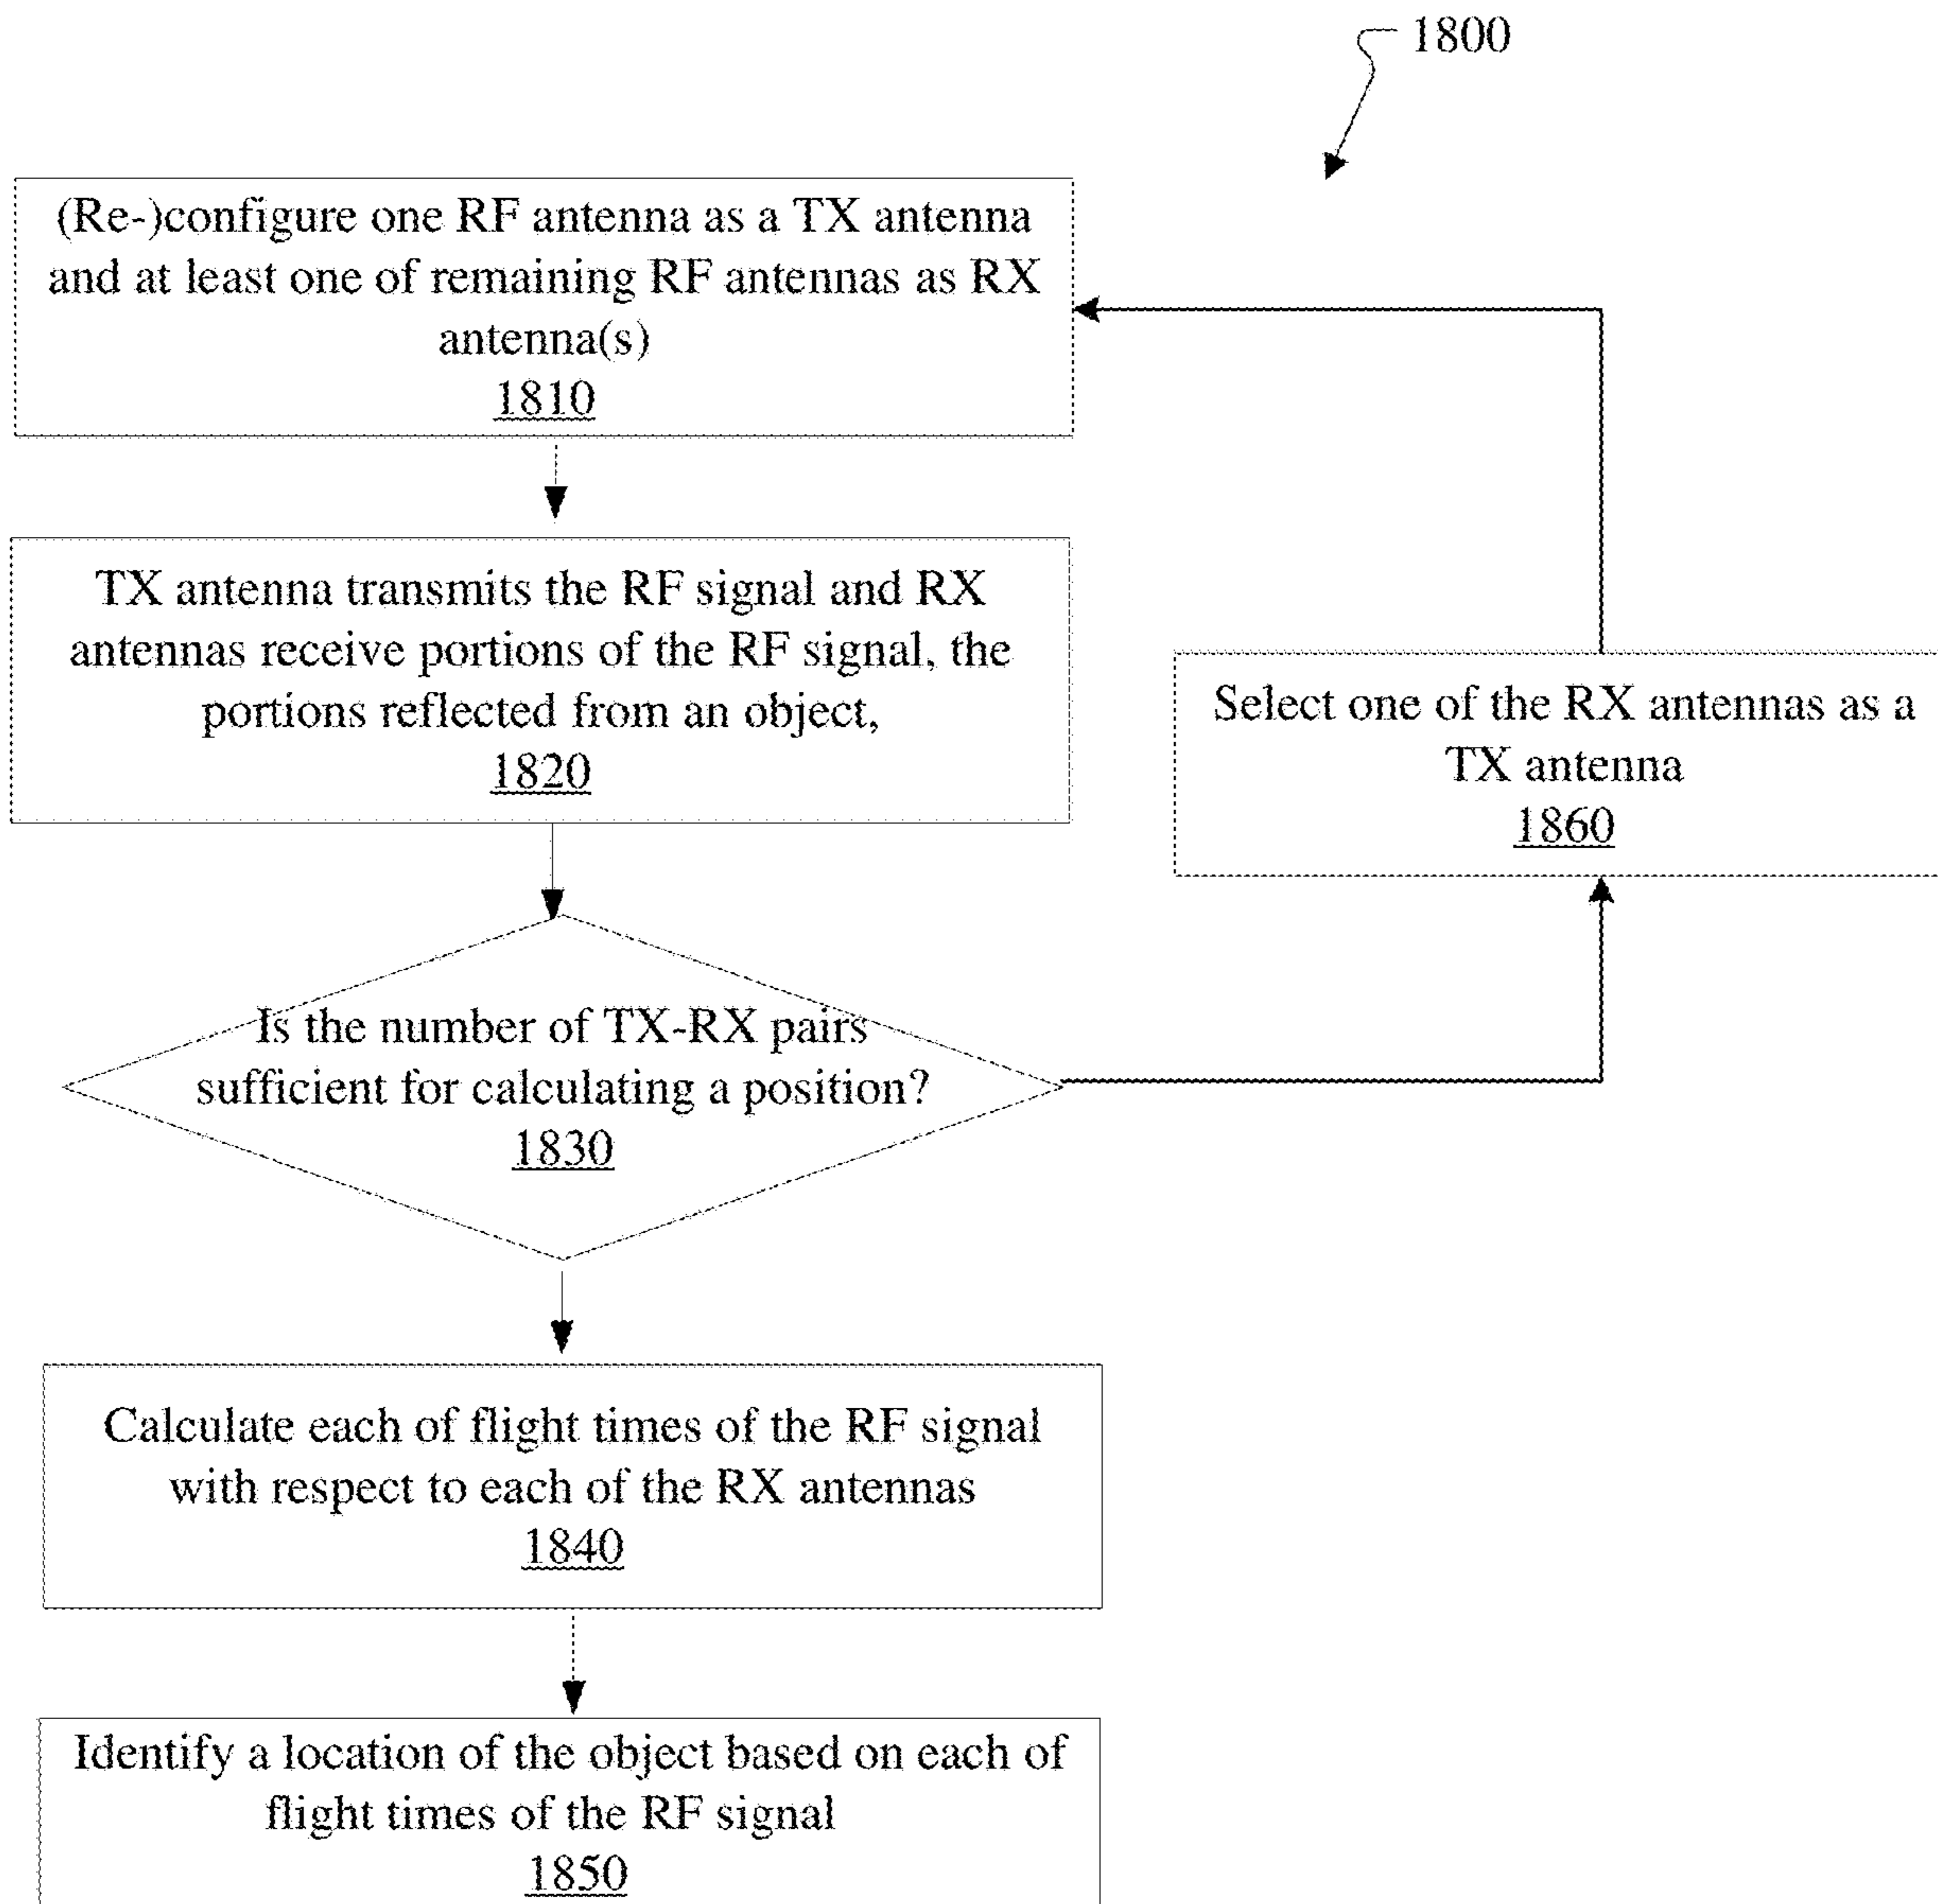 1800
(Re-)configure one RF antenna as a TX antenna
and at least one of remaining RF antennas as RX
antenna(s)
1810
TX antenna transmits the RF signal and RX
antennas receive portions of the RF signal, the
portions reflected from an object,
1820
Select one of the RX antennas as a
TX antenna
1860
Is the number of TX-RX pairs
sufficient for calculating a position?
1830
Calculate each of flight times of the RF signal
with respect to each of the RX antennas
1840
Identify a location of the object based on each of
flight times of the RF signal
1850